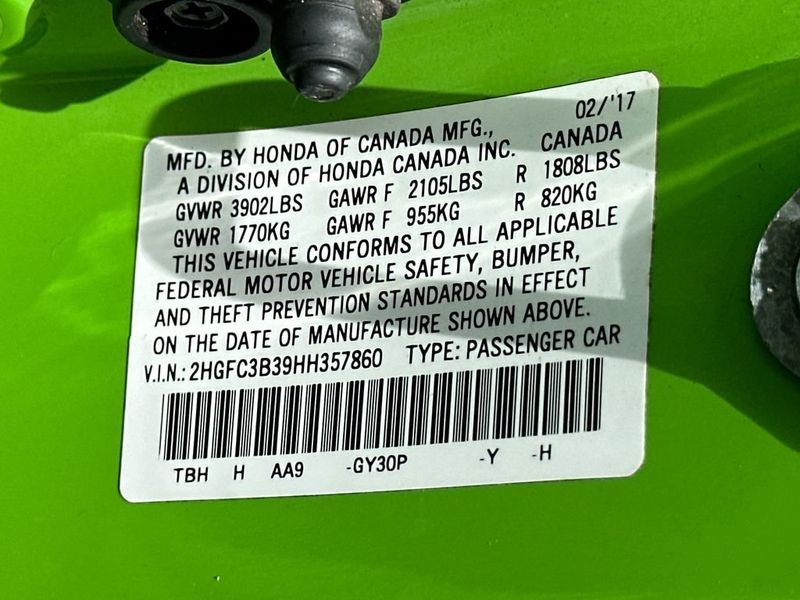 02/'17
MFD. BY HONDA OF CANADA MFG.,
A DIVISION OF HONDA CANADA INC. CANADA
GVWR 3902LBS GAWR F 2105LBS R 1808LBS
GVWR 1770KG GAWR F 955KG R 820KG
THIS VEHICLE CONFORMS TO ALL APPLICABLE
FEDERAL MOTOR VEHICLE SAFETY, BUMPER,
AND THEFT PREVENTION STANDARDS IN EFFECT
ON THE DATE OF MANUFACTURE SHOWN ABOVE.
V.I.N.: 2HGFC3B39HH357860 TYPE: PASSENGER CAR
TBH H AA9 -GY30P -Y -H